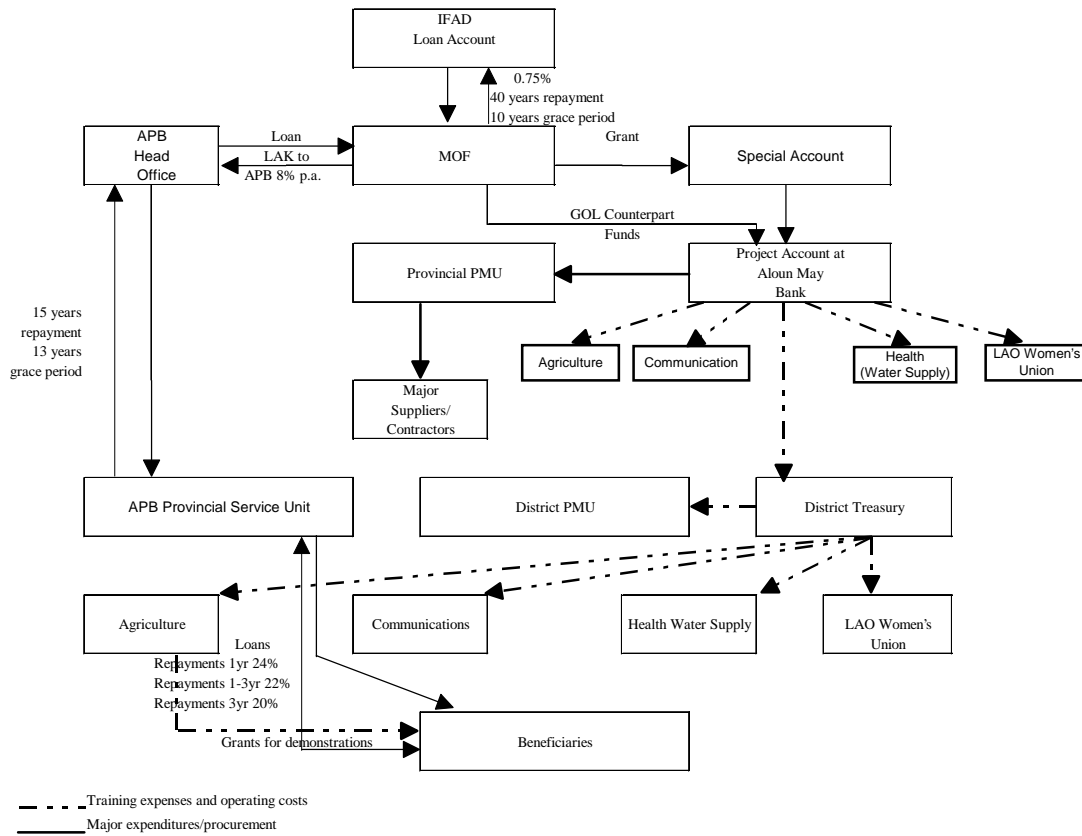 IFAD
Loan Account
0.75%
40 years repayment
10 years grace period
APB
Head
Office
Loan
LAK to
APB 8% p.a.
MOF
Grant
Special Account
GOL Counterpart
Funds
Provincial PMU
Project Account at
Aloun May
Bank
15 years
repayment
13 years
grace period
Agriculture
Communication
Health
(Water Supply)
LAO Women's
Union
Major
Suppliers/
Contractors
APB Provincial Service Unit
District PMU
District Treasury
Agriculture
Communications
Health Water Supply
LAO Women's
Union
Loans
Repayments 1yr 24%
Repayments 1-3yr 22%
Repayments 3yr 20%
Grants for demonstrations
Beneficiaries
Training expenses and operating costs
Major expenditures/procurement